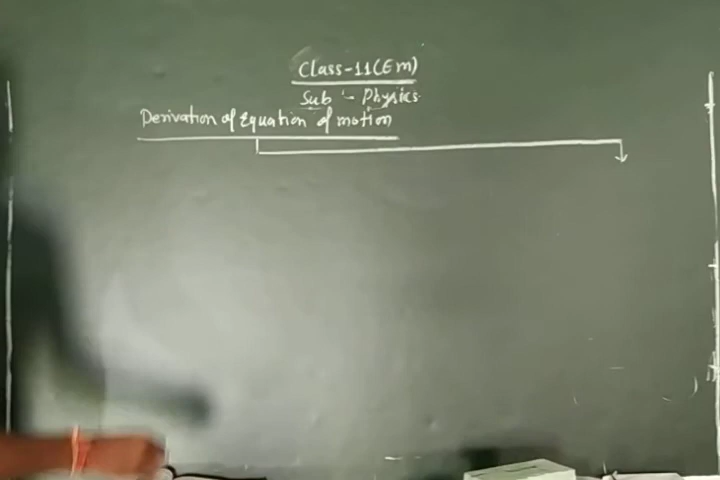 Class-11(Em)
Sub - Physics
Derivation of Equation of motion